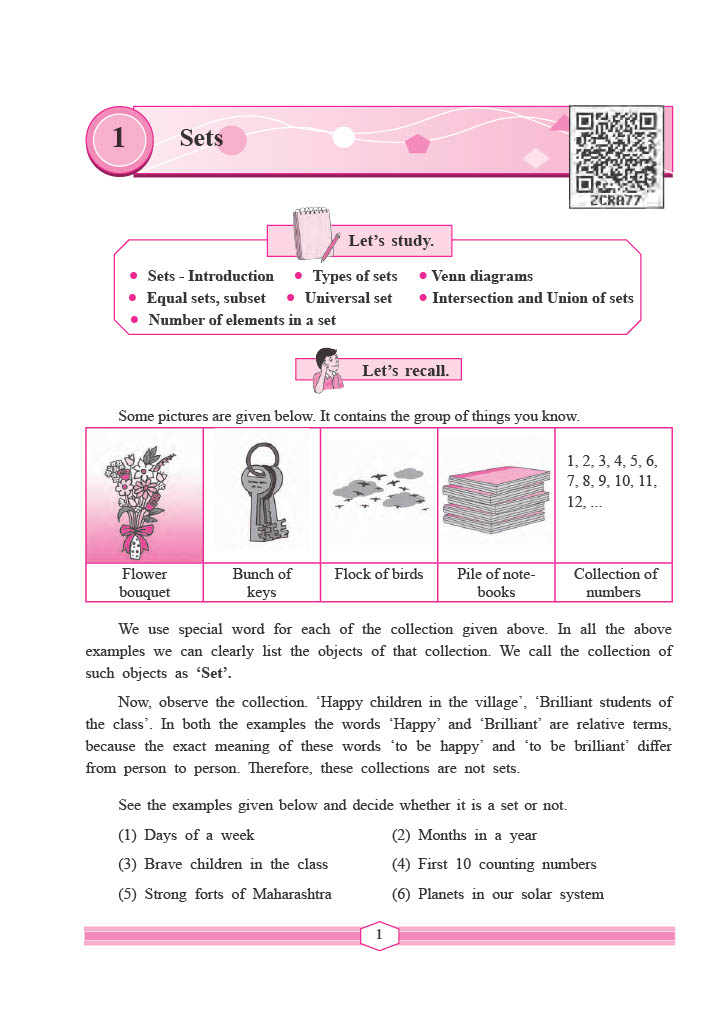 1
Sets
ZCRA77
Let's study.
• Sets - Introduction • Types of sets • Venn diagrams
• Equal sets, subset • Universal set • Intersection and Union of sets
• Number of elements in a set
Let's recall.
Some pictures are given below. It contains the group of things you know.
1, 2, 3, 4, 5, 6,
7, 8, 9, 10, 11,
12, ...
Flower
bouquet
Bunch of
keys
Flock of birds
Pile of note-
books
Collection of
numbers
We use special word for each of the collection given above. In all the above
examples we can clearly list the objects of that collection. We call the collection of
such objects as ‘Set’.
Now, observe the collection. ‘Happy children in the village’, ‘Brilliant students of
the class’. In both the examples the words ‘Happy’ and ‘Brilliant’ are relative terms,
because the exact meaning of these words ‘to be happy’ and ‘to be brilliant’ differ
from person to person. Therefore, these collections are not sets.
See the examples given below and decide whether it is a set or not.
(1) Days of a week (2) Months in a year
(3) Brave children in the class (4) First 10 counting numbers
(5) Strong forts of Maharashtra (6) Planets in our solar system
1